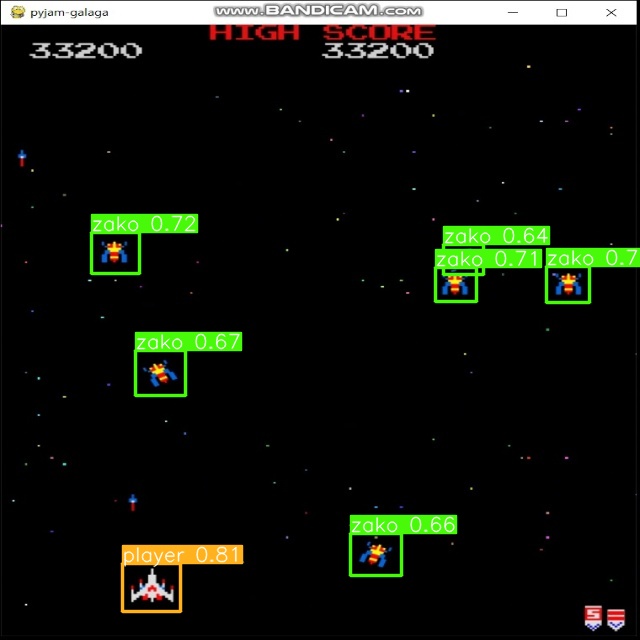 pyjam-galaga
www.BANDICAM.com
HIGH SCORE
33200 33200
zako 0.72
zako 0.64
zako 0.71 zako 0.7
zako 0.67
zako 0.66
player 0.81
5